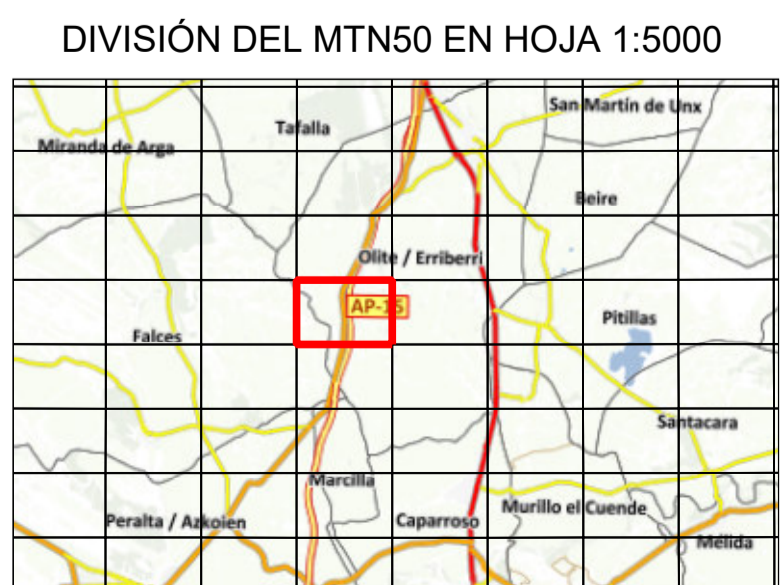 DIVISIÓN DEL MTN50 EN HOJA 1:5000
San Martín de Unx
Tafalla
Miranda de Arga
Beire
Olite / Erriberri
AP-15
Pitillas
Falces
Santacara
Marcilla
Murillo el Cuende
Peralta / Azkoien
Caparroso
Mélida